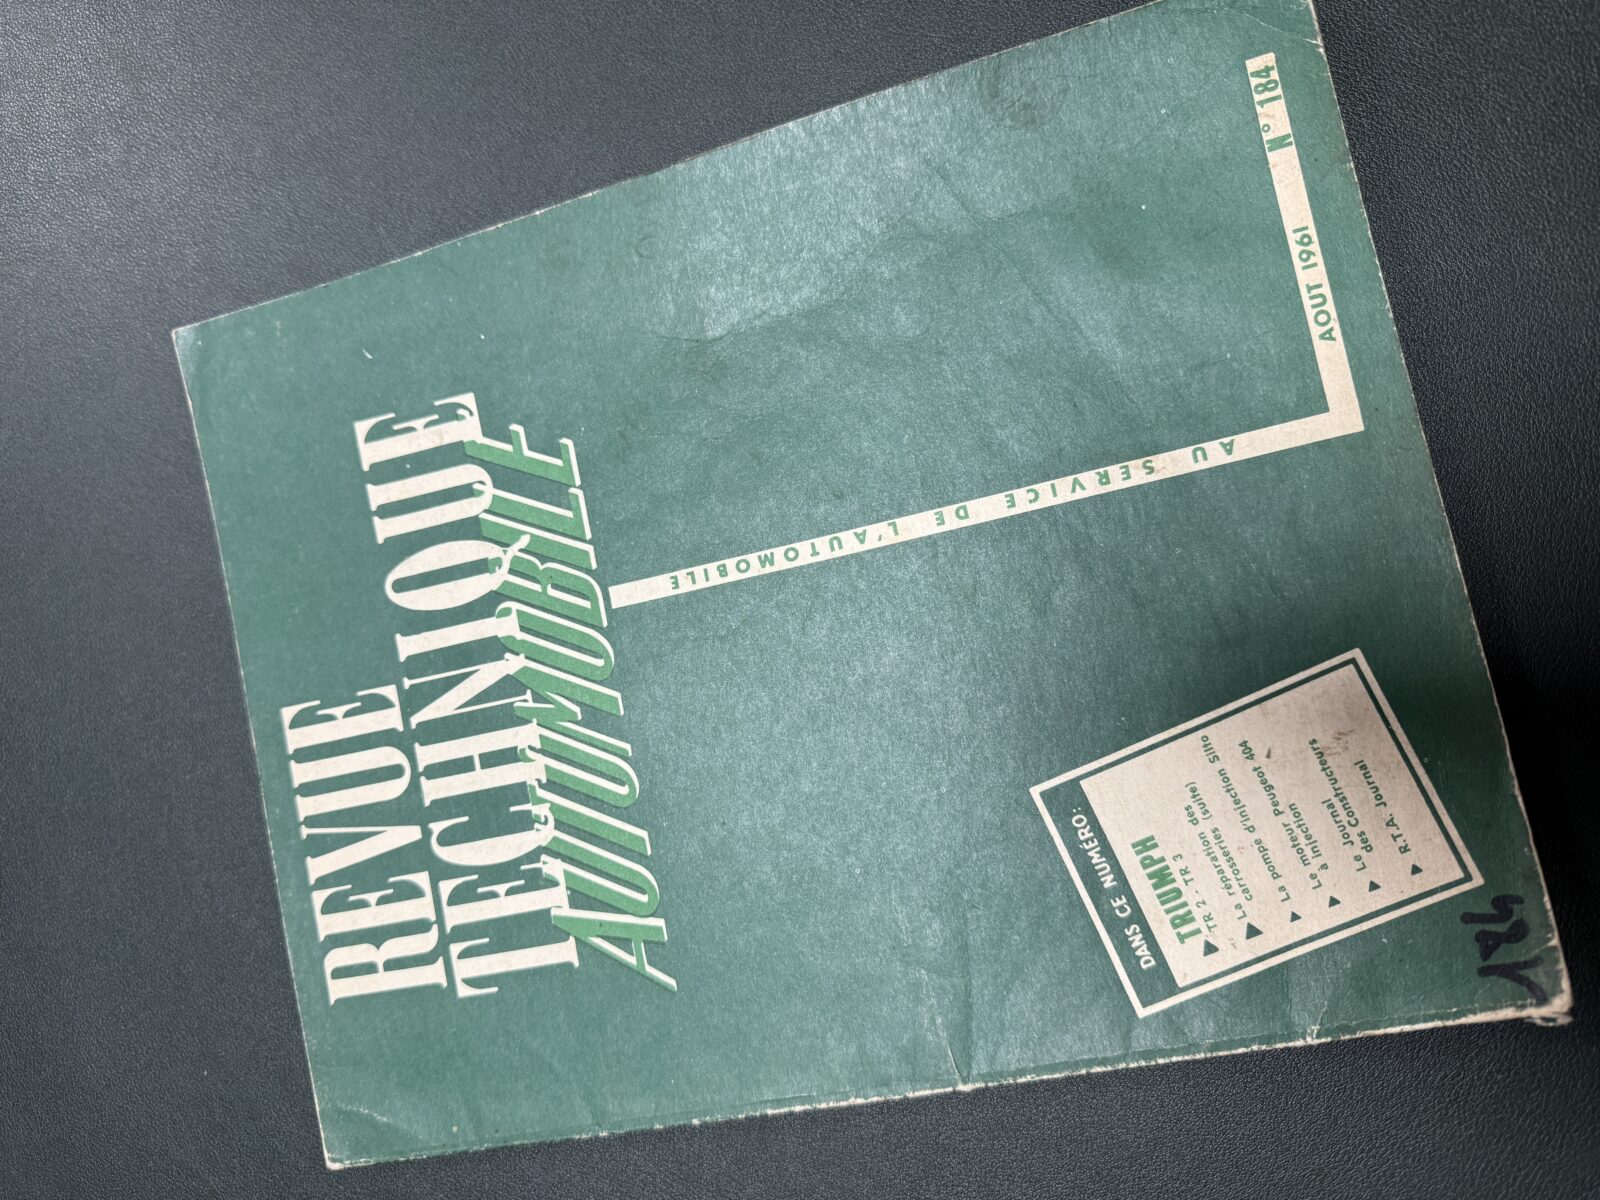 REVUE
TECHNIQUE
AUTOMOBILE
AU SERVICE DE L'AUTOMOBILE
AOUT 1961 N° 184
DANS CE NUMÉRO:
TRIUMPH
TR. 2 - TR. 3
La réparation des
carrosseries (suite)
La pompe d'injection Silto
Le moteur Peugeot 404
à injection
Le Journal
des Constructeurs
R.T.A. Journal
184